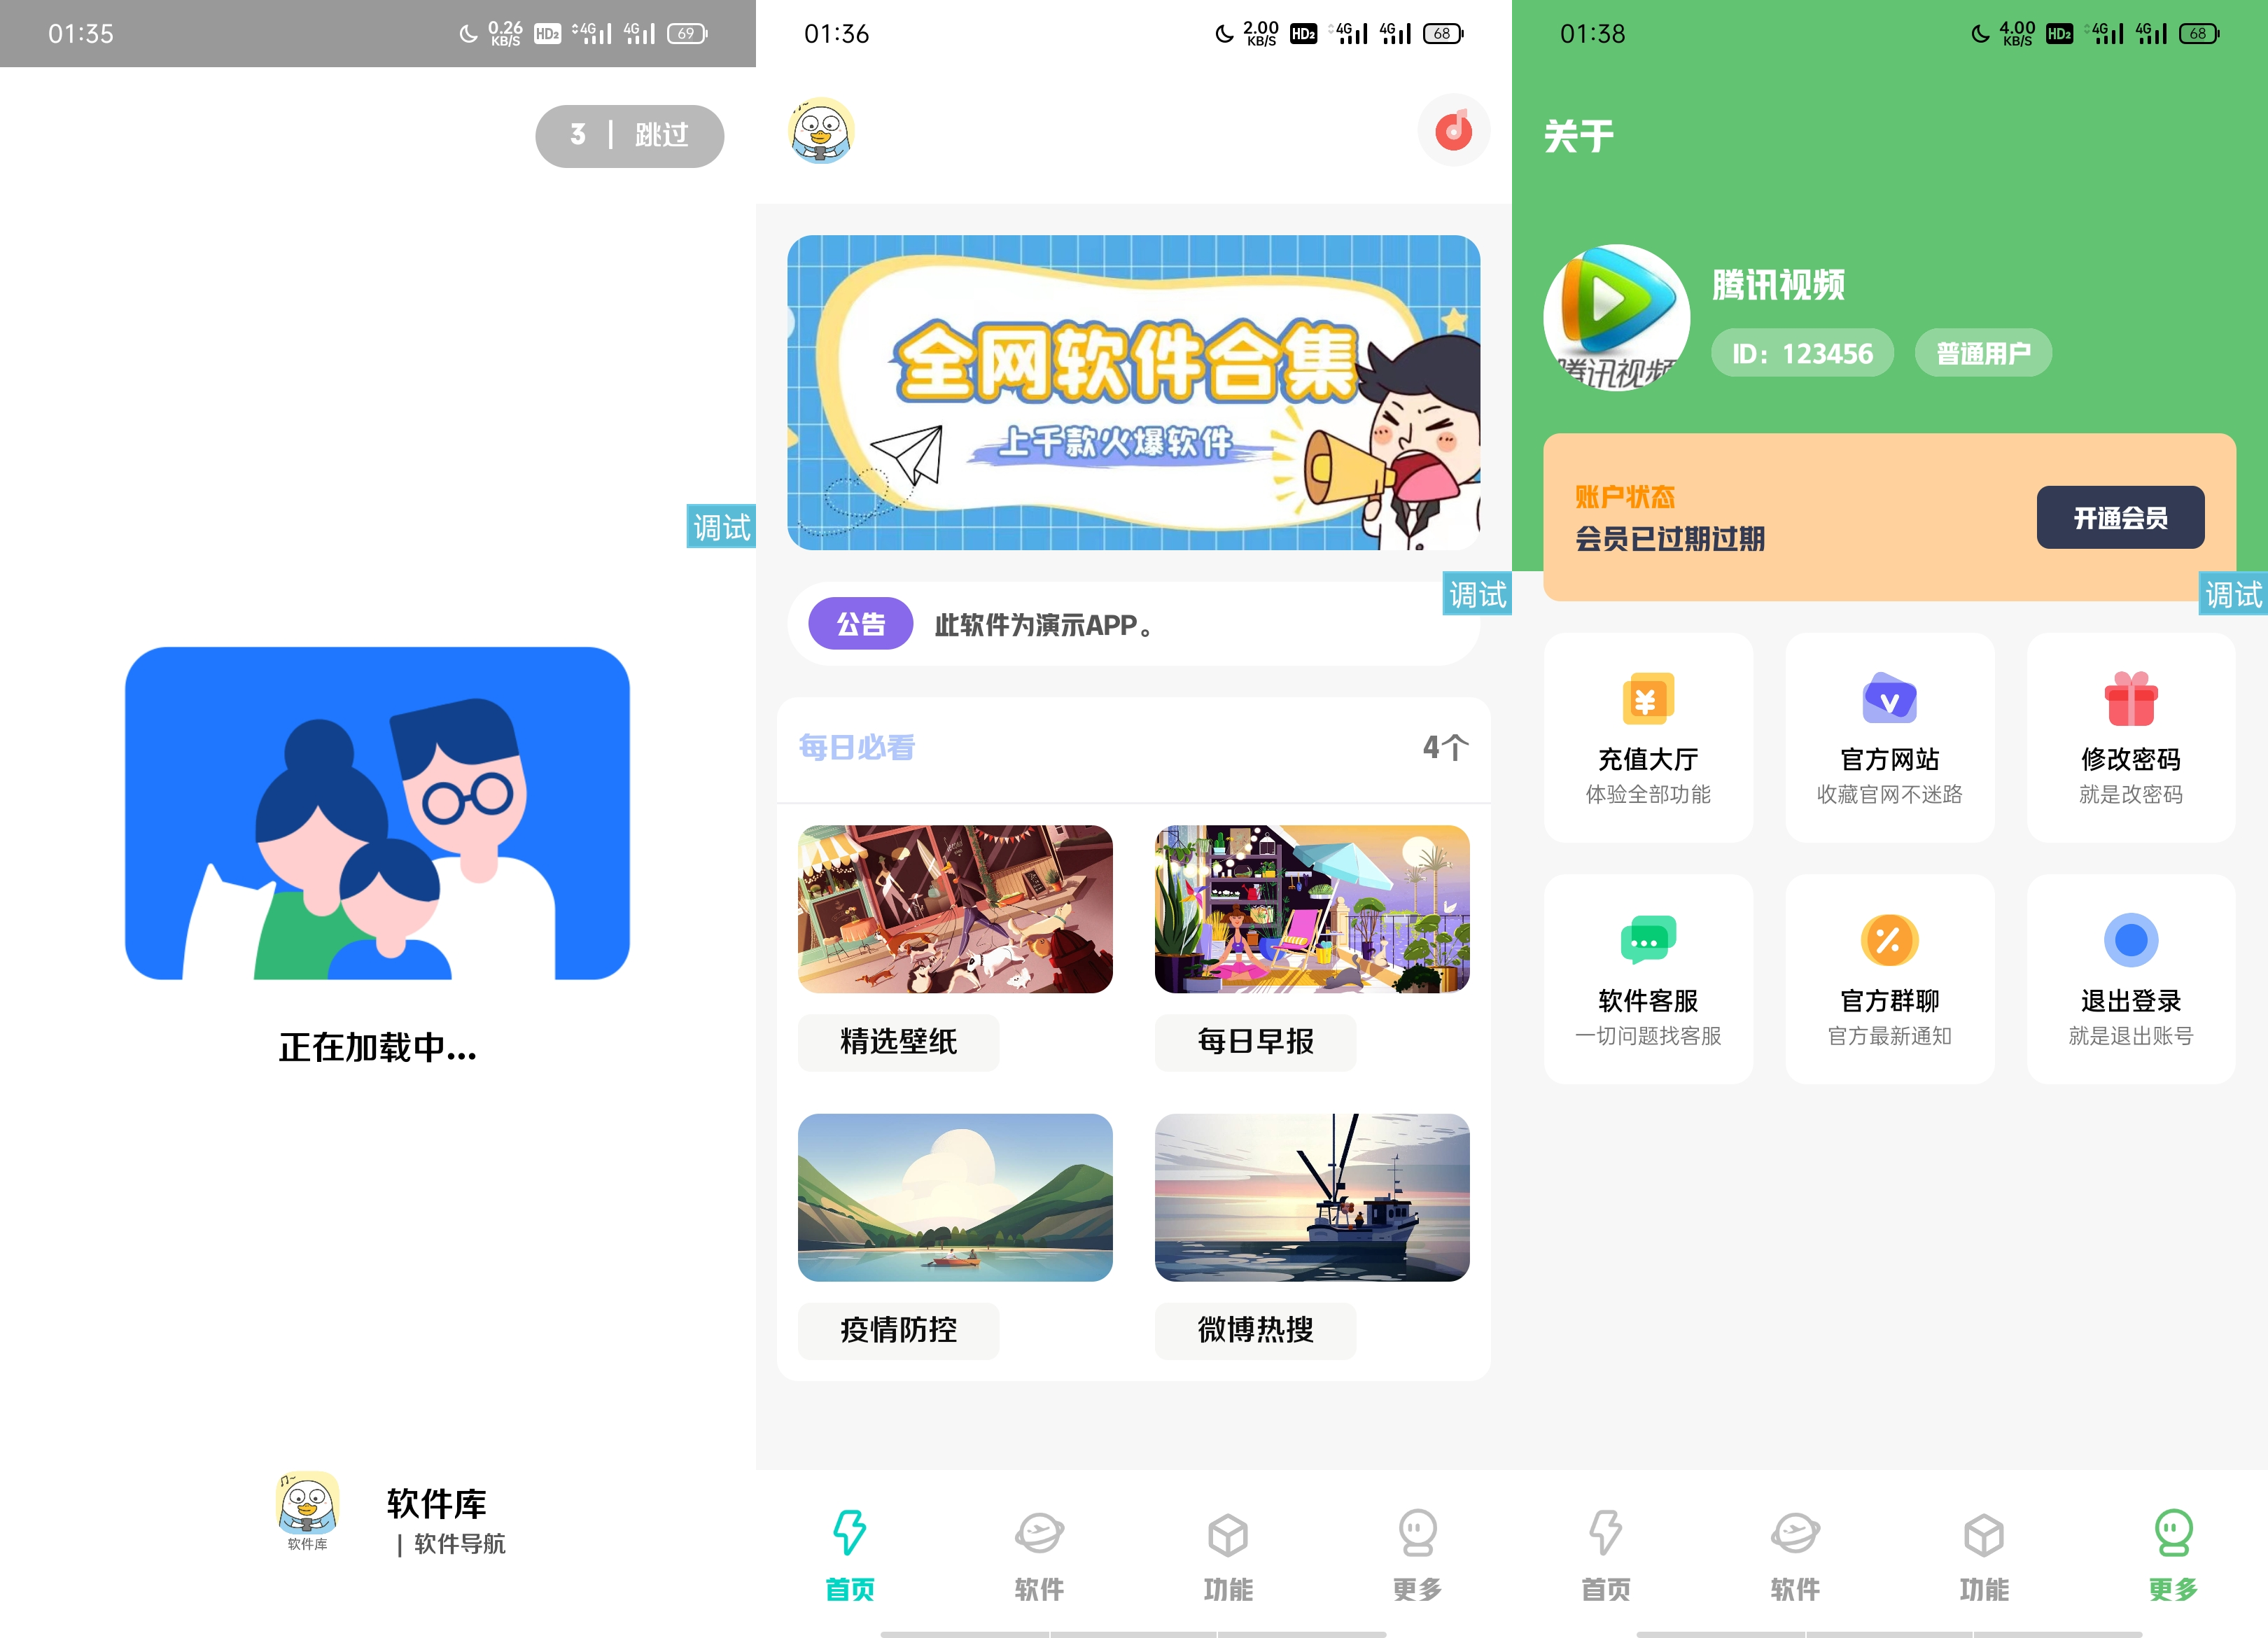 01:35
0.26
KB/S
HD2
4G
4G
69
3 | 跳过
调试
正在加载中...
软件库
软件库
| 软件导航
01:36
2.00
KB/S
HD2
4G
4G
68
全网软件合集
上千款火爆软件
调试
公告
此软件为演示APP。
每日必看
4个
精选壁纸
每日早报
疫情防控
微博热搜
首页
软件
功能
更多
01:38
4.00
KB/S
HD2
4G
4G
68
关于
腾讯视频
腾讯视频
ID：123456
普通用户
账户状态
会员已过期过期
开通会员
调试
充值大厅
官方网站
修改密码
体验全部功能
收藏官网不迷路
就是改密码
软件客服
官方群聊
退出登录
一切问题找客服
官方最新通知
就是退出账号
首页
软件
功能
更多